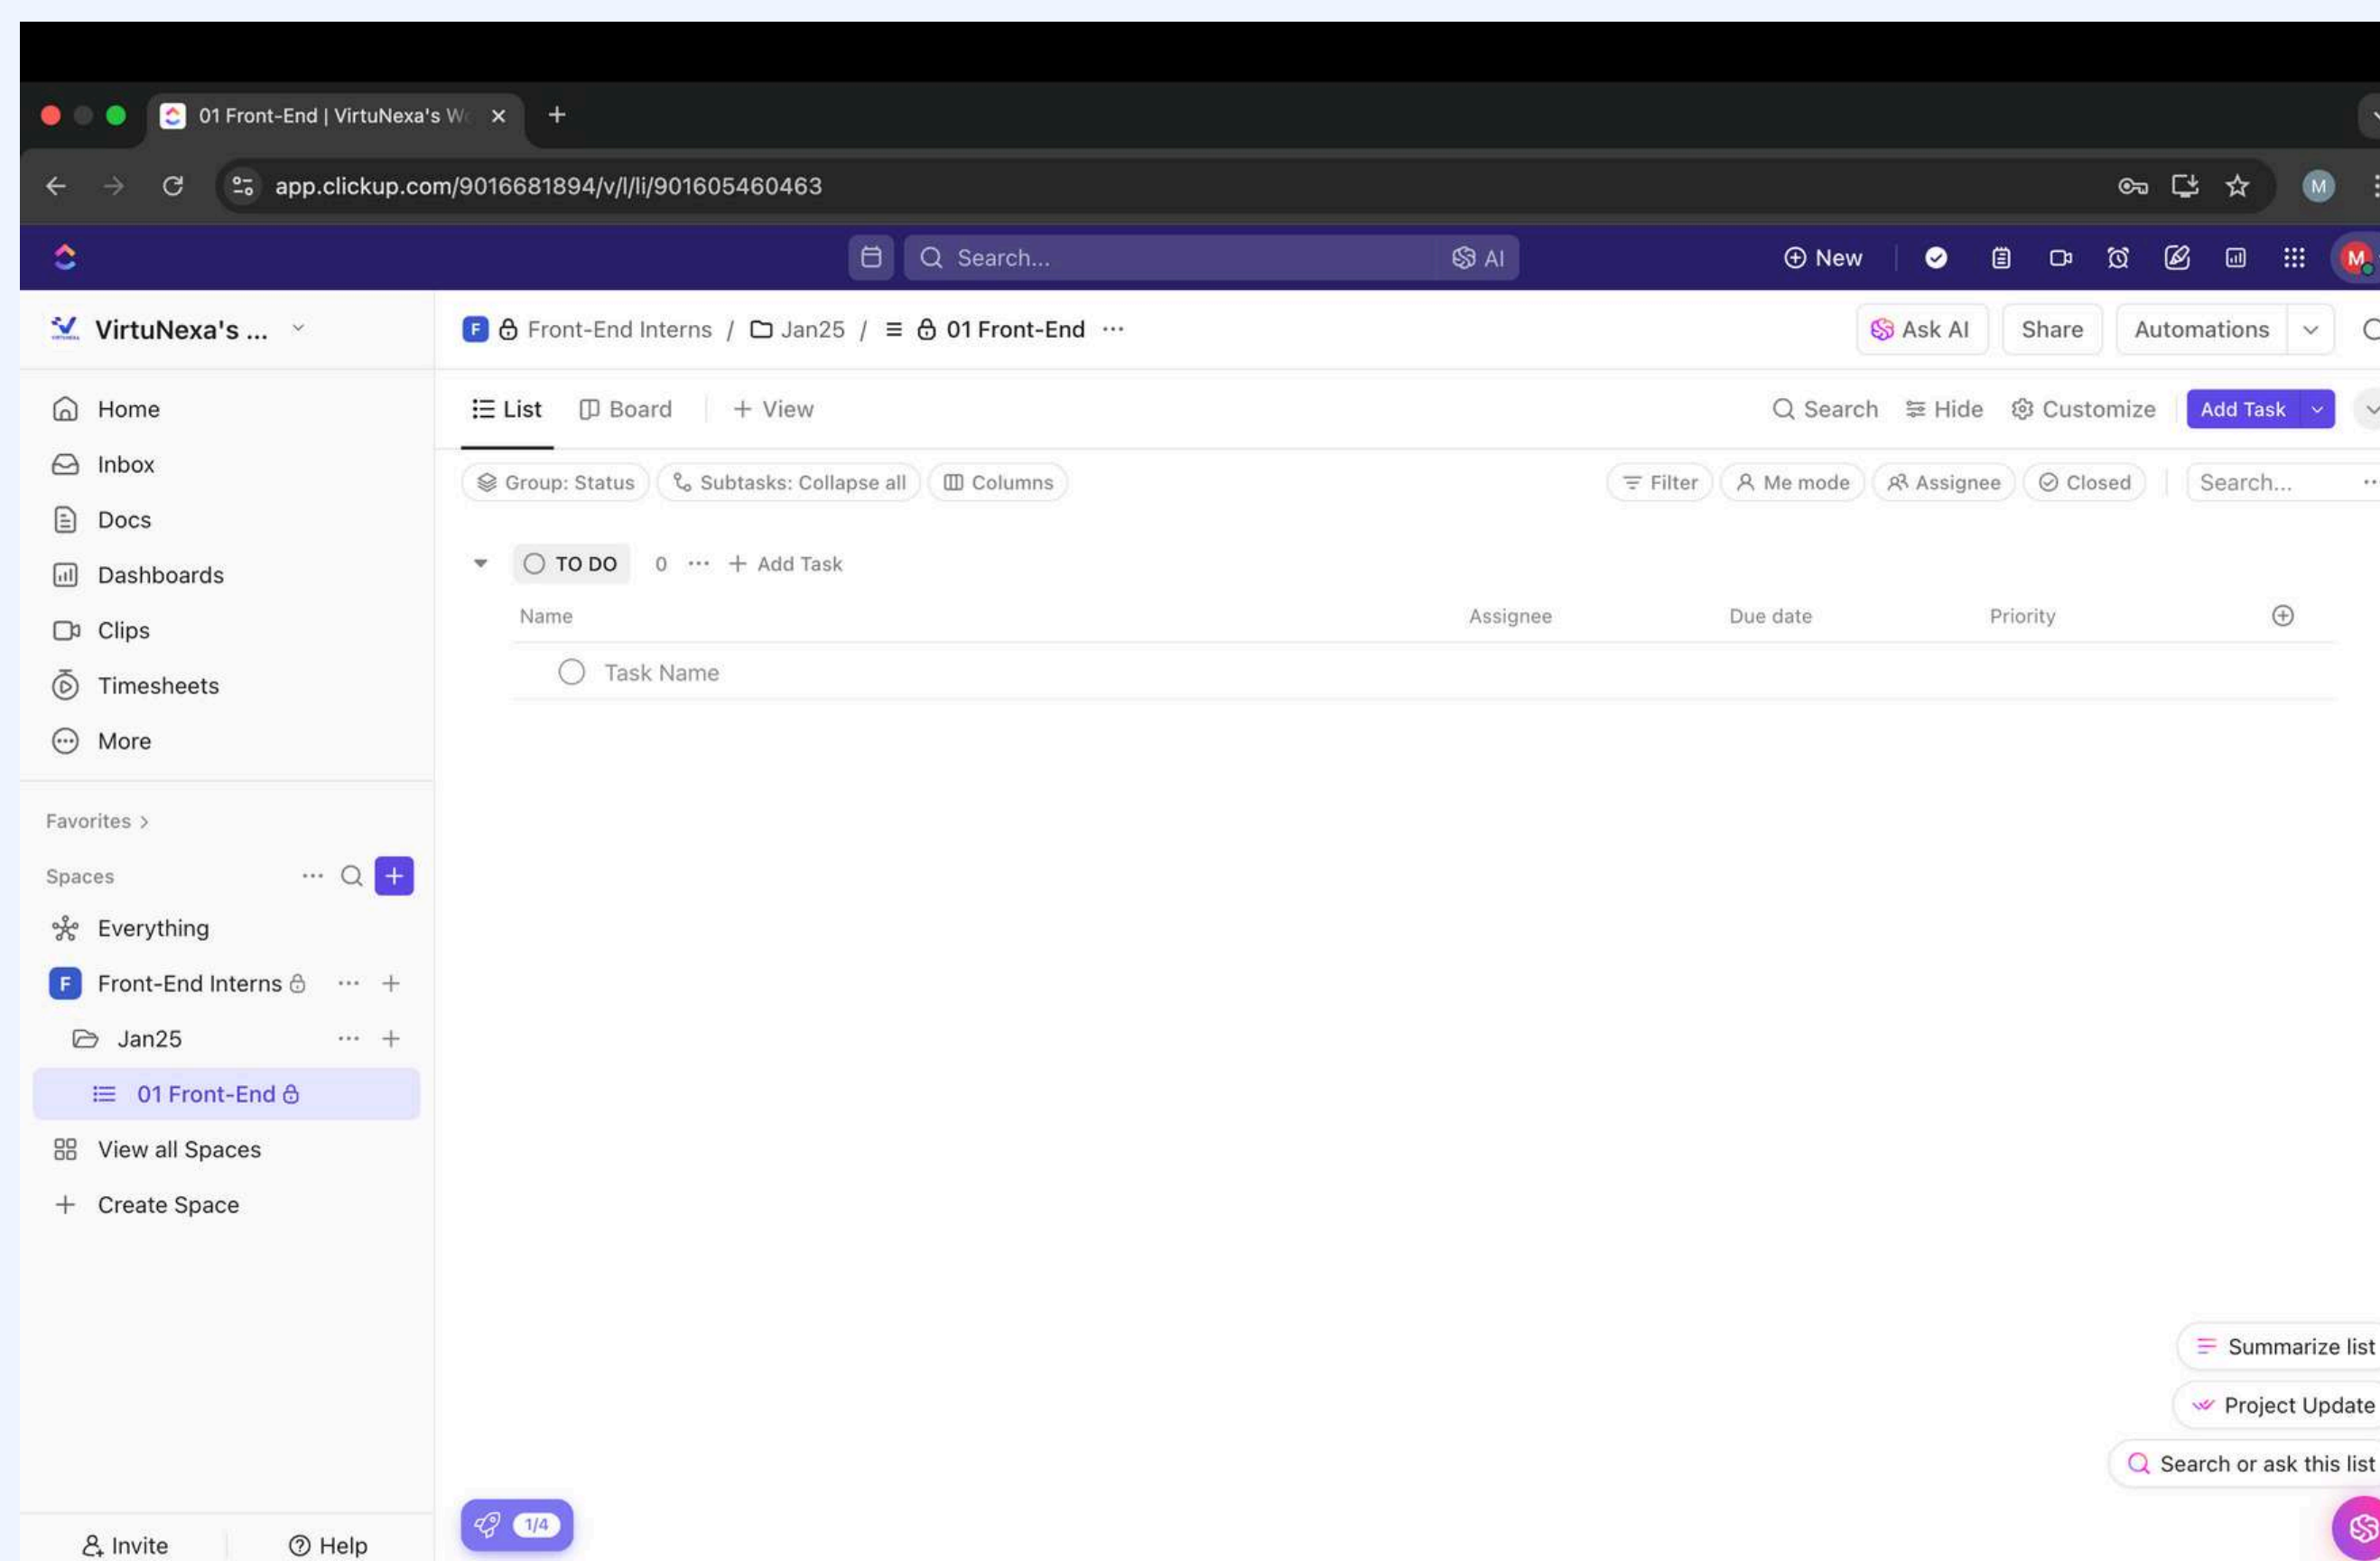 01 Front-End | VirtuNexa's W
app.clickup.com/9016681894/v/l/li/901605460463
M
Search...
AI
New
M
VirtuNexa's ...
F Front-End Interns / Jan25 / 01 Front-End ...
Ask AI
Share
Automations
Home
Inbox
Docs
Dashboards
Clips
Timesheets
More
List
Board
+ View
Search
Hide
Customize
Add Task
Group: Status
Subtasks: Collapse all
Columns
Filter
Me mode
Assignee
Closed
Search...
TO DO 0 ... + Add Task
Name Assignee Due date Priority
Task Name
Favorites >
Spaces
Everything
F Front-End Interns
Jan25
01 Front-End
View all Spaces
+ Create Space
Summarize list
Project Update
Search or ask this list
1/4
Invite
Help